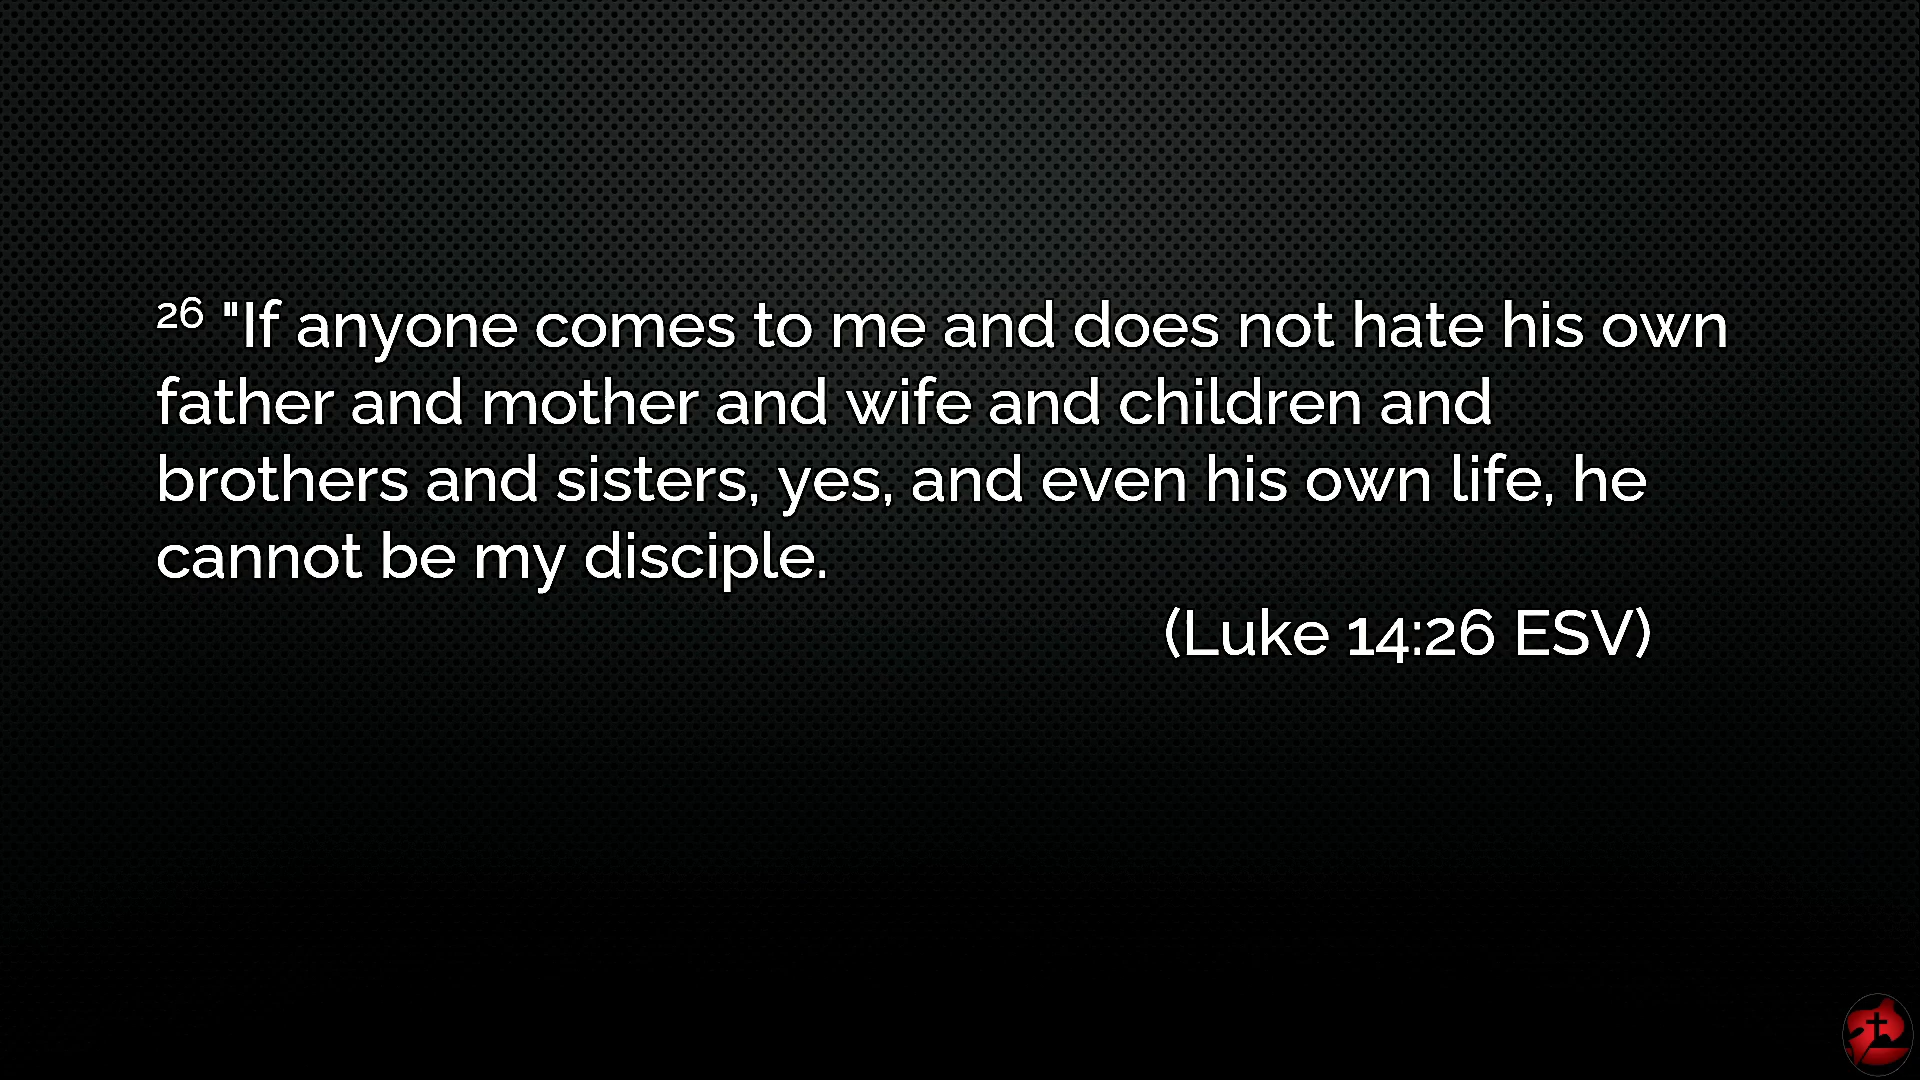 26 "If anyone comes to me and does not hate his own
father and mother and wife and children and
brothers and sisters, yes, and even his own life, he
cannot be my disciple.
(Luke 14:26 ESV)